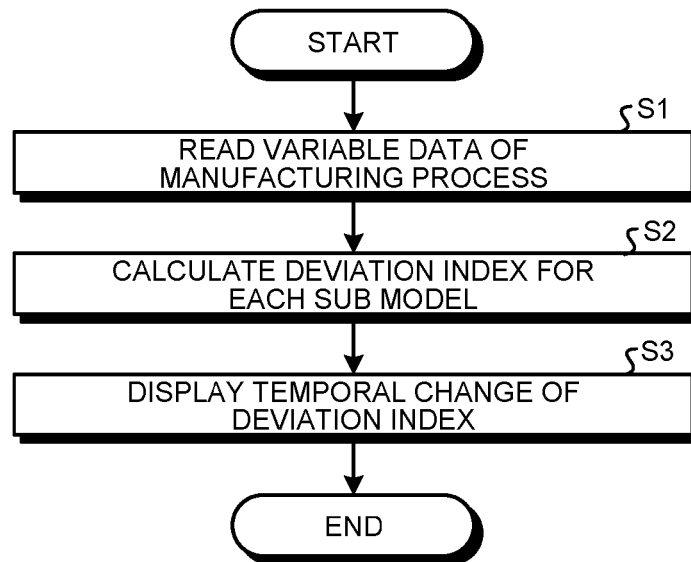 START
S1
READ VARIABLE DATA OF
MANUFACTURING PROCESS
S2
CALCULATE DEVIATION INDEX FOR
EACH SUB MODEL
S3
DISPLAY TEMPORAL CHANGE OF
DEVIATION INDEX
END